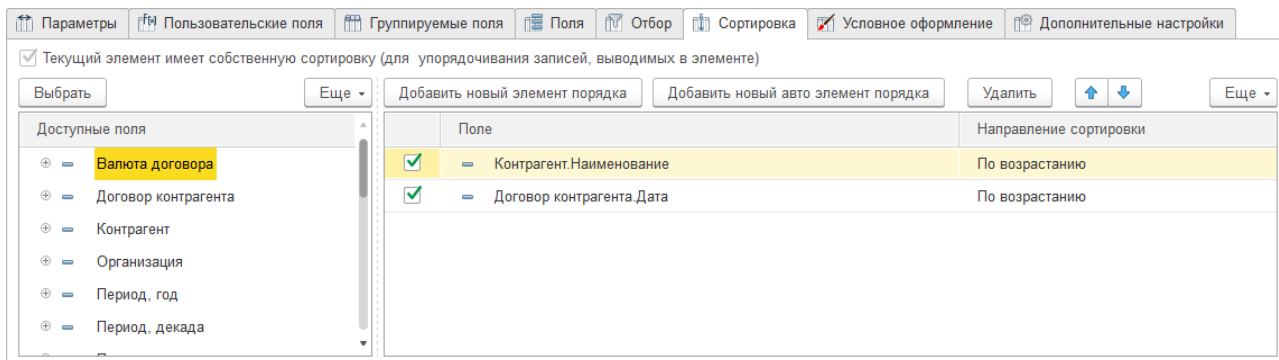 Параметры Пользовательские поля Группируемые поля Поля Отбор Сортировка Условное оформление Дополнительные настройки
Текущий элемент имеет собственную сортировку (для упорядочивания записей, выводимых в элементе)
Выбрать Еще Добавить новый элемент порядка Добавить новый авто элемент порядка Удалить Еще
Доступные поля Поле Направление сортировки
Валюта договора Контрагент.Наименование По возрастанию
Договор контрагента Договор контрагента.Дата По возрастанию
Контрагент
Организация
Период, год
Период, декада